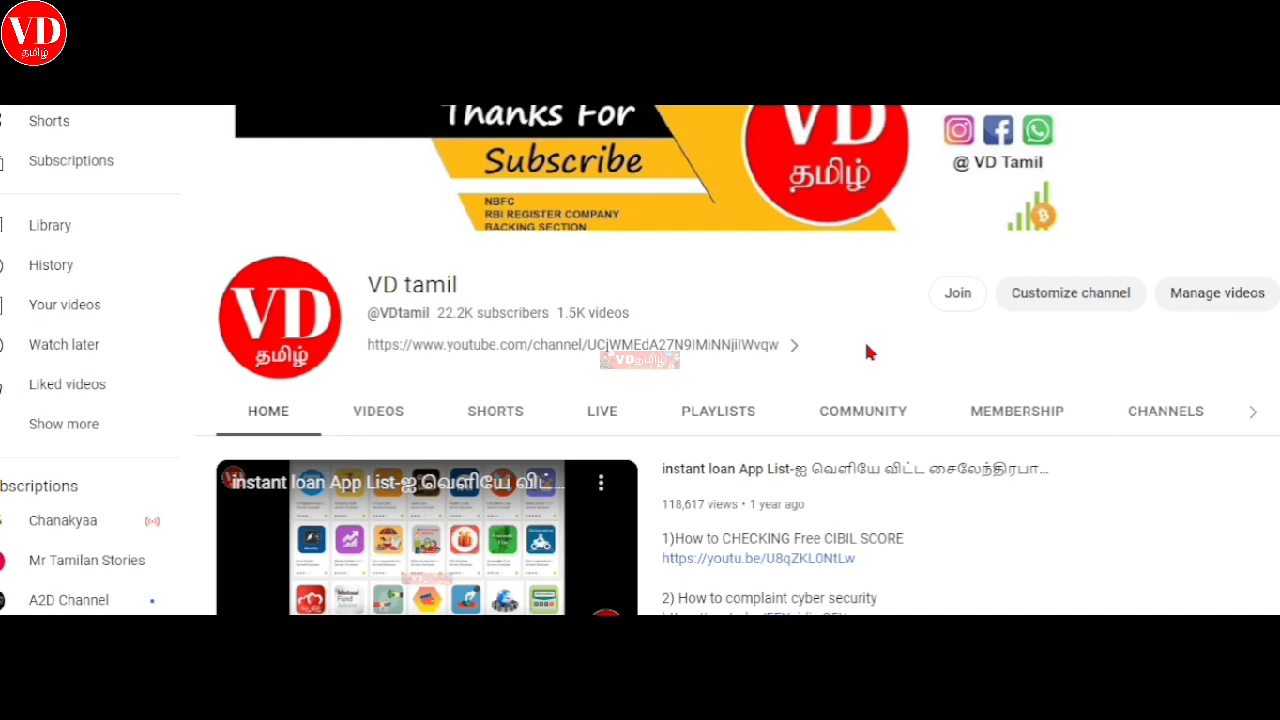 VD
தமிழ்
Thanks For
Subscribe
NBFC
RBI REGISTER COMPANY
BACKING SECTION
VD
தமிழ்
@ VD Tamil
Shorts
Subscriptions
Library
History
Your videos
Watch later
Liked videos
Show more
bscriptions
Chanakyaa
Mr Tamilan Stories
A2D Channel
VD
தமிழ்
VD tamil
@VDtamil 22.2K subscribers 1.5K videos
https://www.youtube.com/channel/UCjWMEdA27N9IMiNNjiIWvqw
VDதமிழ்
Join
Customize channel
Manage videos
HOME
VIDEOS
SHORTS
LIVE
PLAYLISTS
COMMUNITY
MEMBERSHIP
CHANNELS
instant loan App List-ஐ வெளியே விட்...
instant loan App List-ஐ வெளியே விட்ட சைலேந்திரபா...
118,617 views • 1 year ago
1)How to CHECKING Free CIBIL SCORE
https://youtu.be/U8qZKL0NtLw
2) How to complaint cyber security